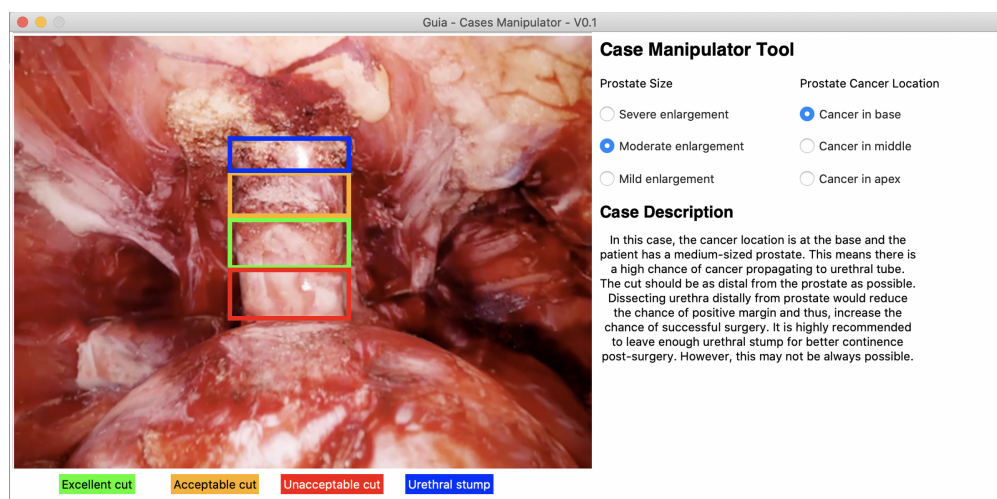 Guia - Cases Manipulator - V0.1
Case Manipulator Tool
Prostate Size
Prostate Cancer Location
Severe enlargement
Cancer in base
Moderate enlargement
Cancer in middle
Mild enlargement
Cancer in apex
Case Description
In this case, the cancer location is at the base and the
patient has a medium-sized prostate. This means there is
a high chance of cancer propagating to urethral tube.
The cut should be as distal from the prostate as possible.
Dissecting urethra distally from prostate would reduce
the chance of positive margin and thus, increase the
chance of successful surgery. It is highly recommended
to leave enough urethral stump for better continence
post-surgery. However, this may not be always possible.
Excellent cut
Acceptable cut
Unacceptable cut
Urethral stump